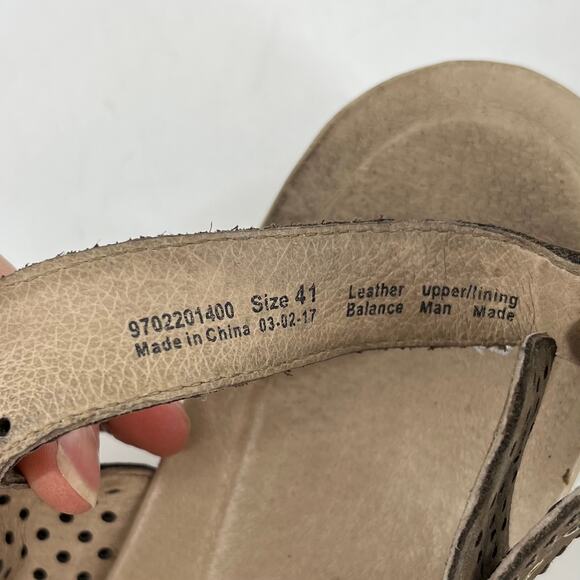 9702201400 Size 41
Made in China 03-02-17
Leather upper/lining
Balance Man Made